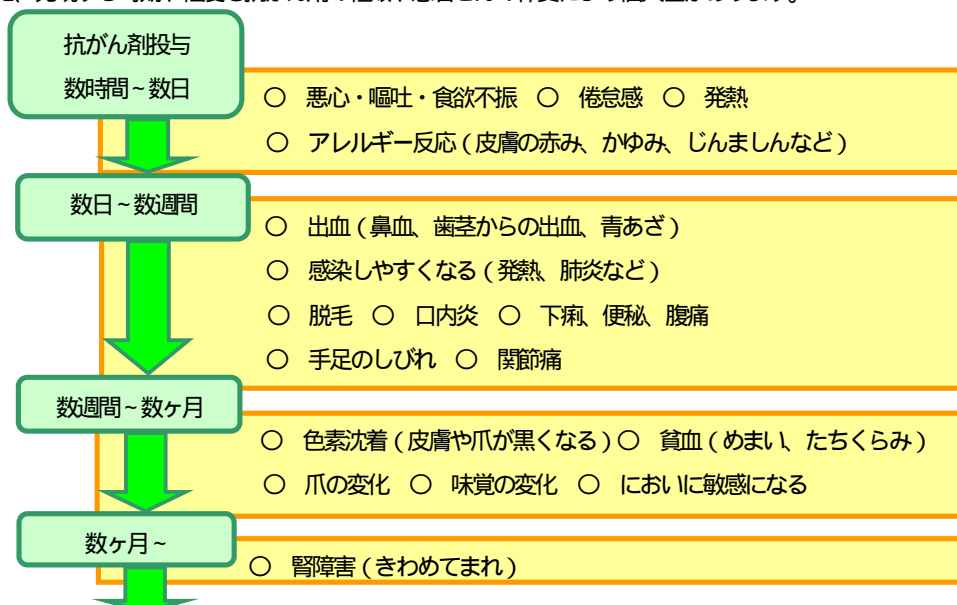 抗がん剤投与
数時間~数日
○ 悪心・嘔吐・食欲不振 ○ 倦怠感 ○ 発熱
○ アレルギー反応(皮膚の赤み、かゆみ、じんましんなど)
数日~数週間
○ 出血(鼻血、歯茎からの出血、青あざ)
○ 感染しやすくなる(発熱、肺炎など)
○ 脱毛 ○ 口内炎 ○ 下痢、便秘、腹痛
○ 手足のしびれ ○ 関節痛
数週間~数ヶ月
○ 色素沈着(皮膚や爪が黒くなる)○ 貧血(めまい、たちくらみ)
○ 爪の変化 ○ 味覚の変化 ○ においに敏感になる
数ヶ月~
○ 腎障害(きわめてまれ)